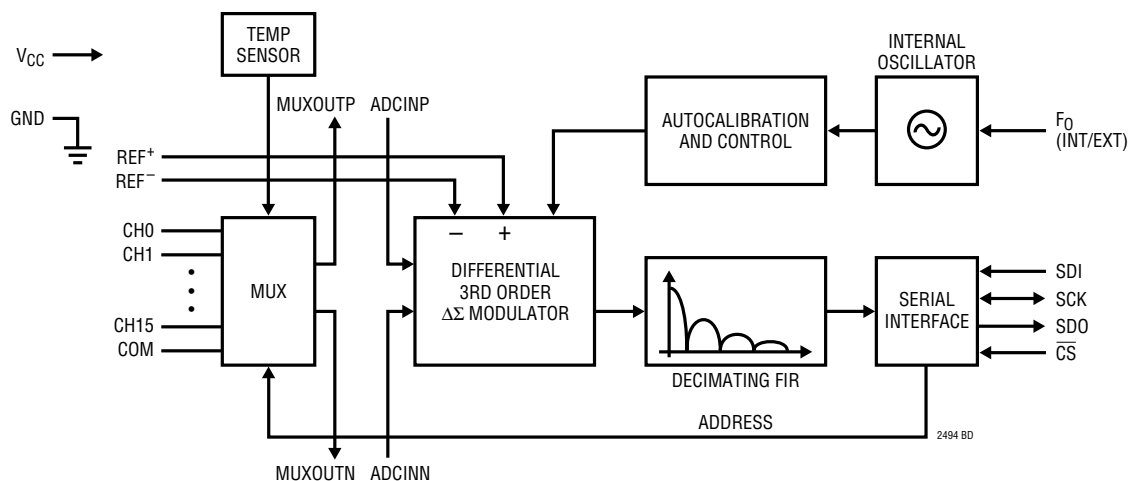 TEMP
SENSOR
INTERNAL
OSCILLATOR
VCC
MUXOUTP
ADCINP
AUTOCALIBRATION
AND CONTROL
GND
FO
(INT/EXT)
REF+
REF−
CH0
CH1
CH15
COM
MUX
− +
DIFFERENTIAL
3RD ORDER
ΔΣ MODULATOR
DECIMATING FIR
SERIAL
INTERFACE
SDI
SCK
SDO
C̅S̅
ADDRESS
2494 BD
MUXOUTN
ADCINN